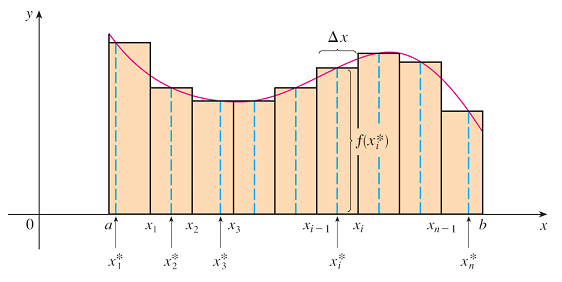 y
Δx
f(xᵢ*)
0 a x₁ x₂ x₃ xᵢ₋₁ xᵢ xₙ₋₁ b x
x₁* x₂* x₃* xᵢ* xₙ*